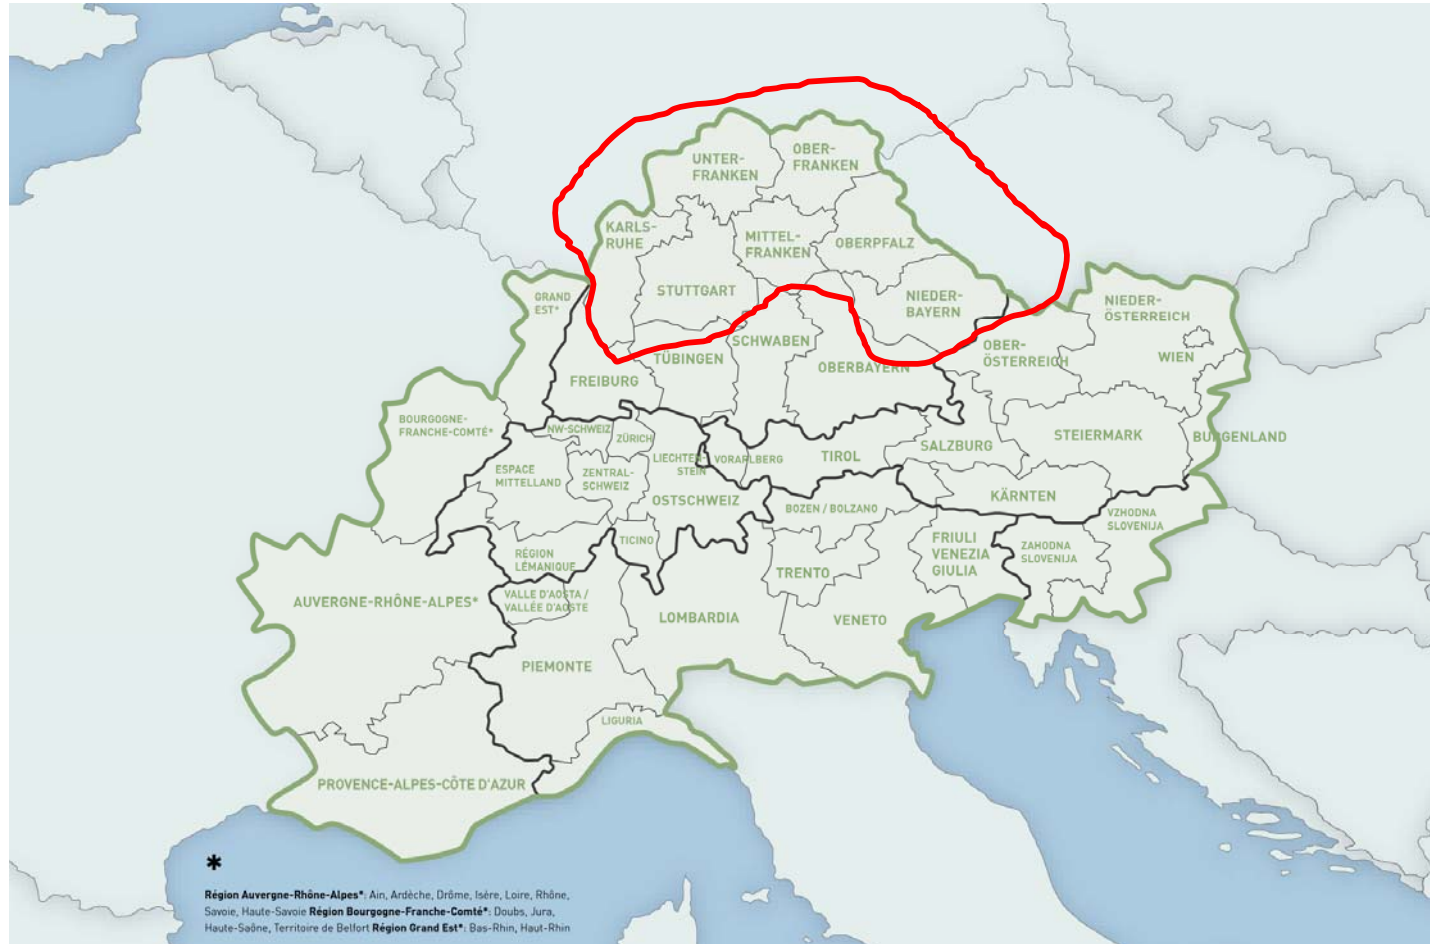 UNTER-
FRANKEN
OBER-
FRANKEN
KARLS-
RUHE
MITTEL-
FRANKEN
OBERPFALZ
STUTTGART
NIEDER-
BAYERN
GRAND
EST*
NIEDER-
ÖSTERREICH
SCHWABEN
TÜBINGEN
OBERBAYERN
OBER-
ÖSTERREICH
WIEN
FREIBURG
BOURGOGNE-
FRANCHE-COMTÉ*
NW-SCHWEIZ
ZÜRICH
LIECHTEN-
STEIN
VORARLBERG
TIROL
SALZBURG
STEIERMARK
BURGENLAND
ESPACE
MITTELLAND
ZENTRAL-
SCHWEIZ
OSTSCHWEIZ
BOZEN / BOLZANO
KÄRNTEN
VZHODNA
SLOVENIJA
TICINO
RÉGION
LÉMANIQUE
FRIULI
VENEZIA
GIULIA
ZAHODNA
SLOVENIJA
TRENTO
AUVERGNE-RHÔNE-ALPES*
VALLE D'AOSTA /
VALLÉE D'AOSTE
LOMBARDIA
VENETO
PIEMONTE
LIGURIA
PROVENCE-ALPES-CÔTE D'AZUR
*
Région Auvergne-Rhône-Alpes*: Ain, Ardèche, Drôme, Isère, Loire, Rhône,
Savoie, Haute-Savoie Région Bourgogne-Franche-Comté*: Doubs, Jura,
Haute-Saône, Territoire de Belfort Région Grand Est*: Bas-Rhin, Haut-Rhin